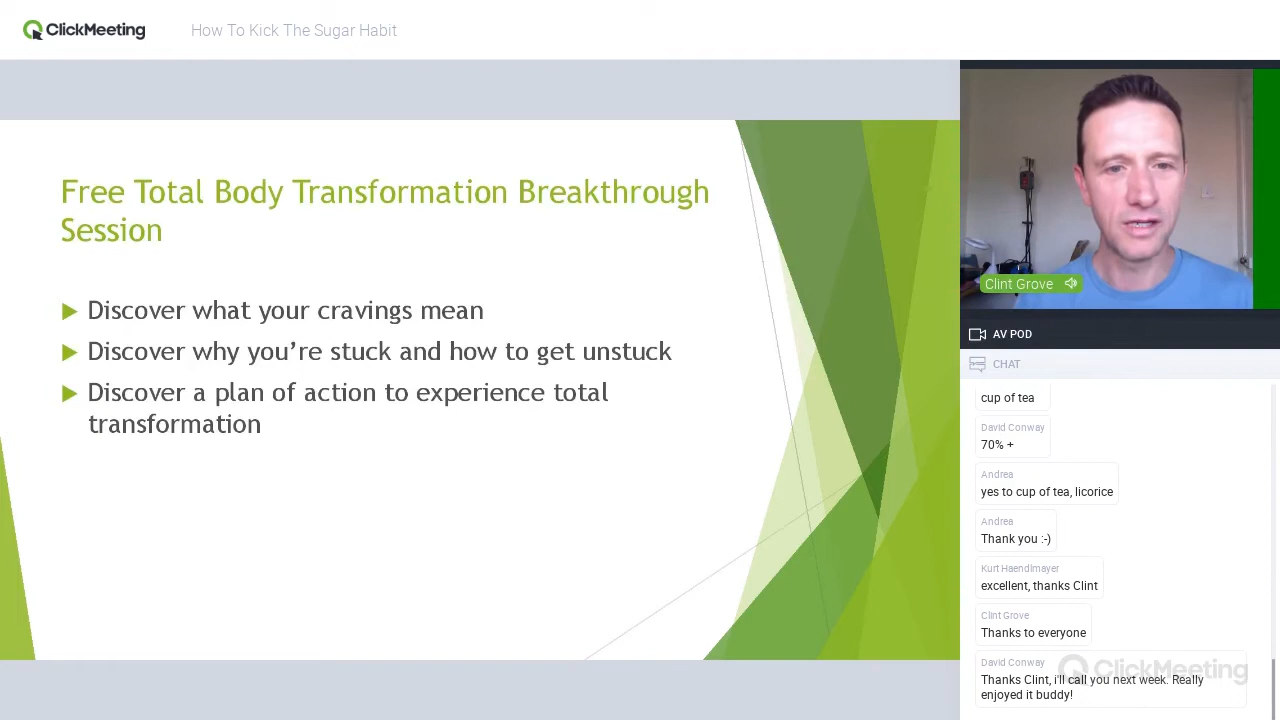 ClickMeeting
How To Kick The Sugar Habit
Free Total Body Transformation Breakthrough
Session
Discover what your cravings mean
Discover why you’re stuck and how to get unstuck
Discover a plan of action to experience total
transformation
Clint Grove
AV POD
CHAT
cup of tea
David Conway
70% +
Andrea
yes to cup of tea, licorice
Andrea
Thank you :-)
Kurt Haendlmayer
excellent, thanks Clint
Clint Grove
Thanks to everyone
David Conway
Thanks Clint, i'll call you next week. Really
enjoyed it buddy!
ClickMeeting